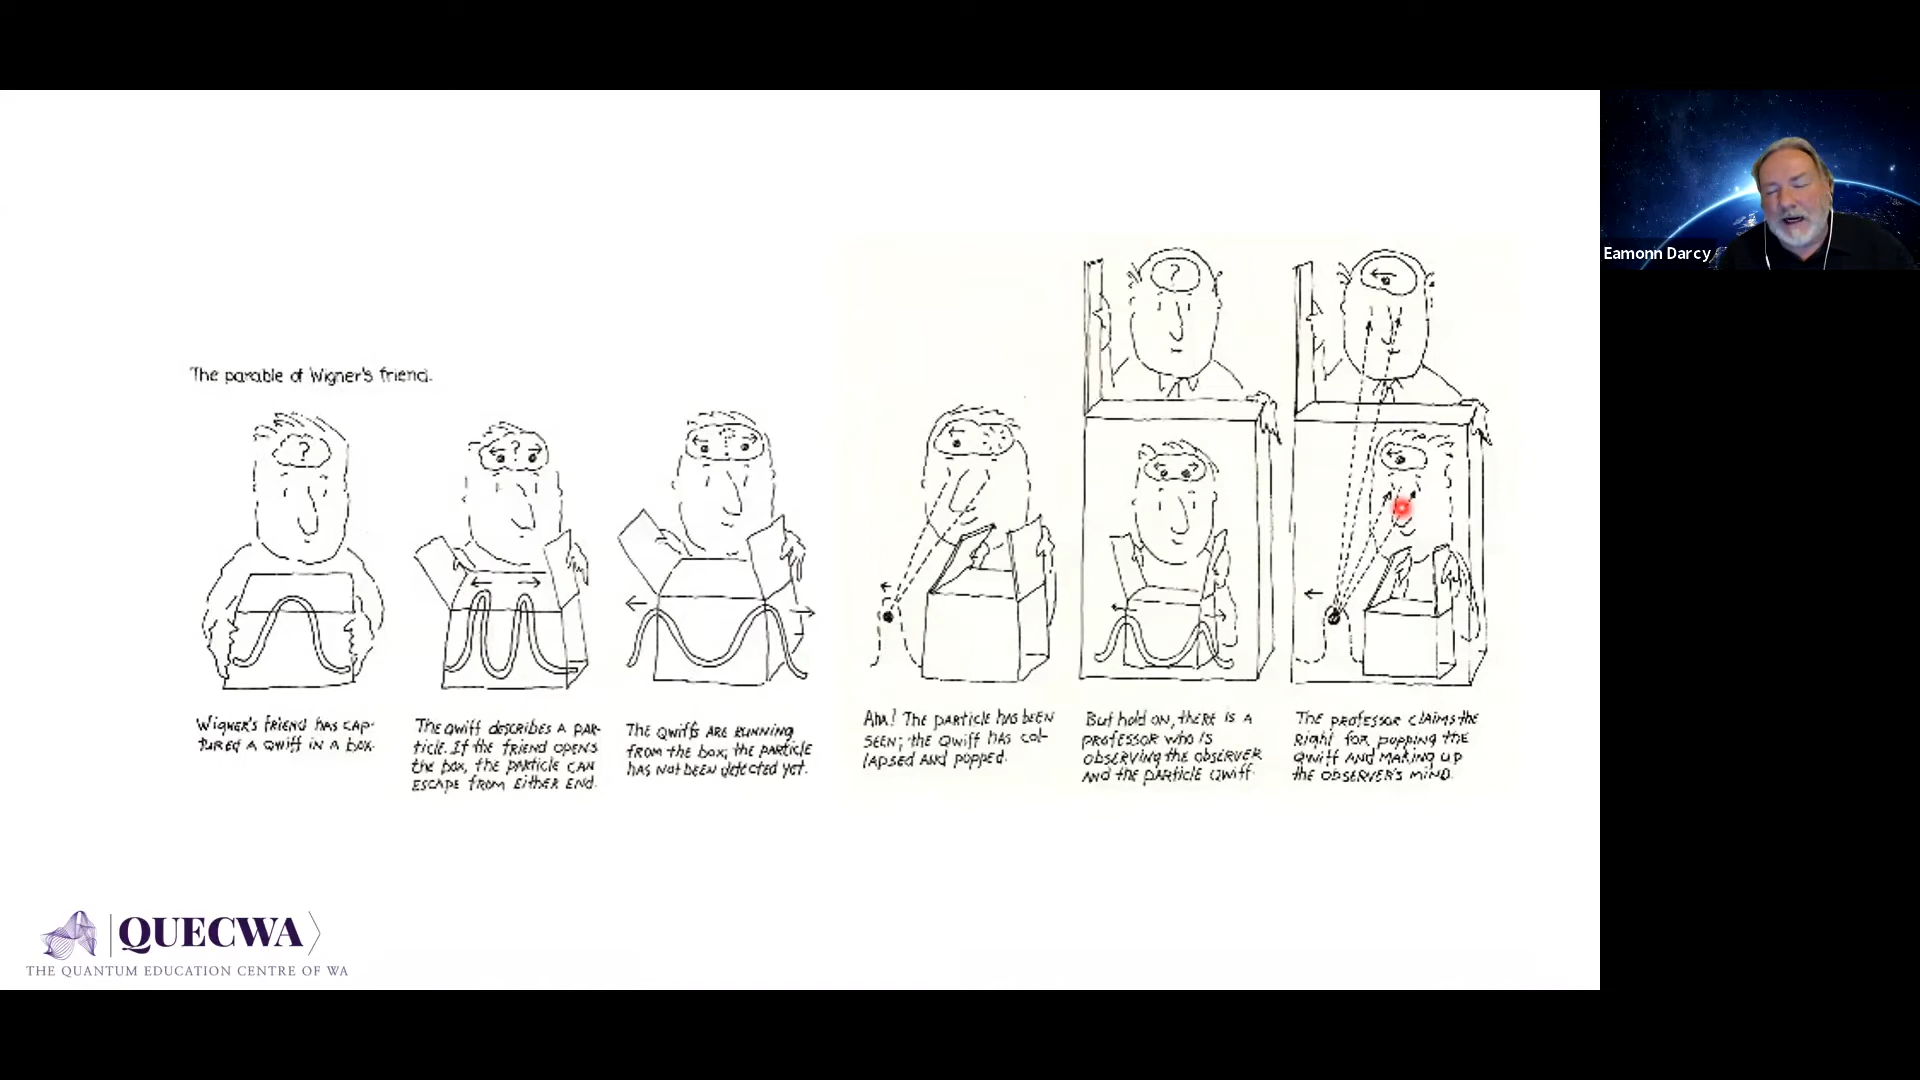 The parable of Wigner's friend.
?
?
?
Wigner's friend has cap-
tured a qwiff in a box.
The qwiff describes a par-
ticle. If the friend opens
the box, the particle can
escape from either end.
The qwiffs are running
from the box; the particle
has not been detected yet.
Aha! The particle has been
seen; the qwiff has col-
lapsed and popped.
But hold on, there is a
professor who is
observing the observer
and the particle qwiff.
The professor claims the
right for popping the
qwiff and making up
the observer's mind.
Eamonn Darcy
QUECWA
THE QUANTUM EDUCATION CENTRE OF WA